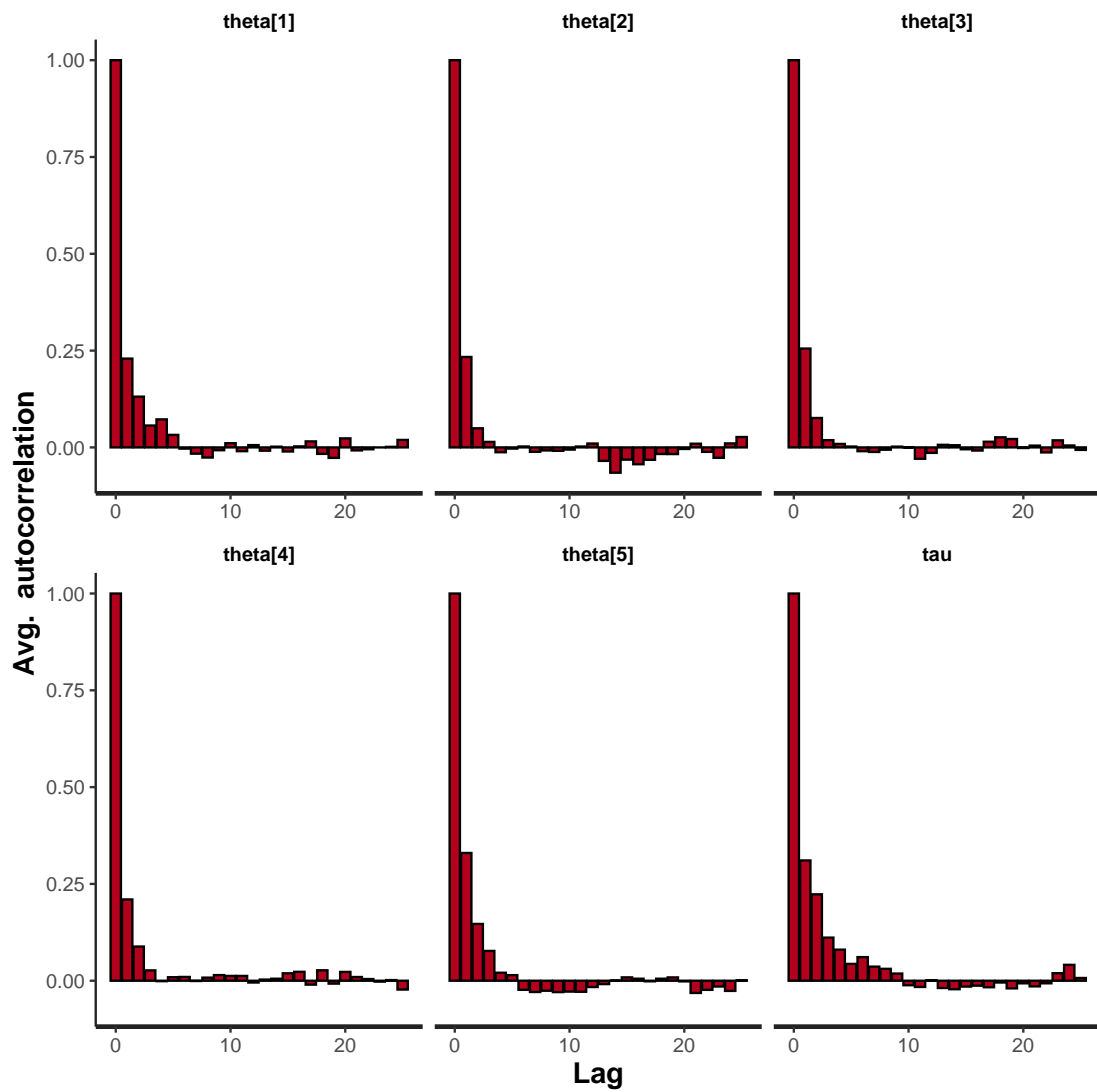 theta[1] theta[2] theta[3]
1.00
0.75
0.50
0.25
0.00
0 10 20 0 10 20 0 10 20
theta[4] theta[5] tau
1.00
0.75
0.50
0.25
0.00
0 10 20 0 10 20 0 10 20
Avg. autocorrelation
Lag